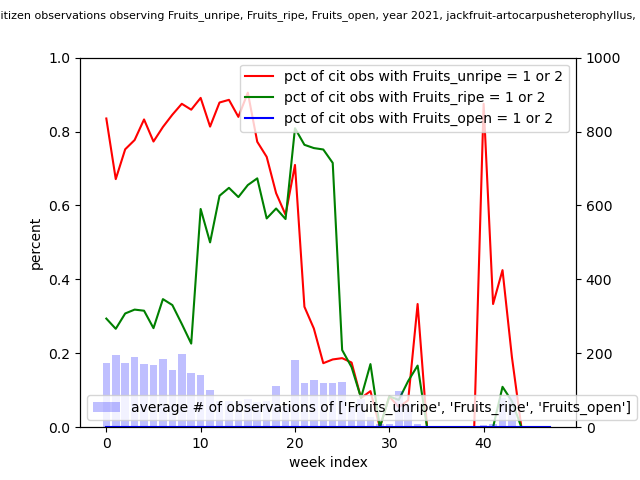 itizen observations observing Fruits_unripe, Fruits_ripe, Fruits_open, year 2021, jackfruit-artocarpusheterophyllus,
1.0
0.8
0.6
0.4
0.2
0.0
percent
pct of cit obs with Fruits_unripe = 1 or 2
pct of cit obs with Fruits_ripe = 1 or 2
pct of cit obs with Fruits_open = 1 or 2
1000
800
600
400
200
0
average # of observations of ['Fruits_unripe', 'Fruits_ripe', 'Fruits_open']
0 10 20 30 40
week index